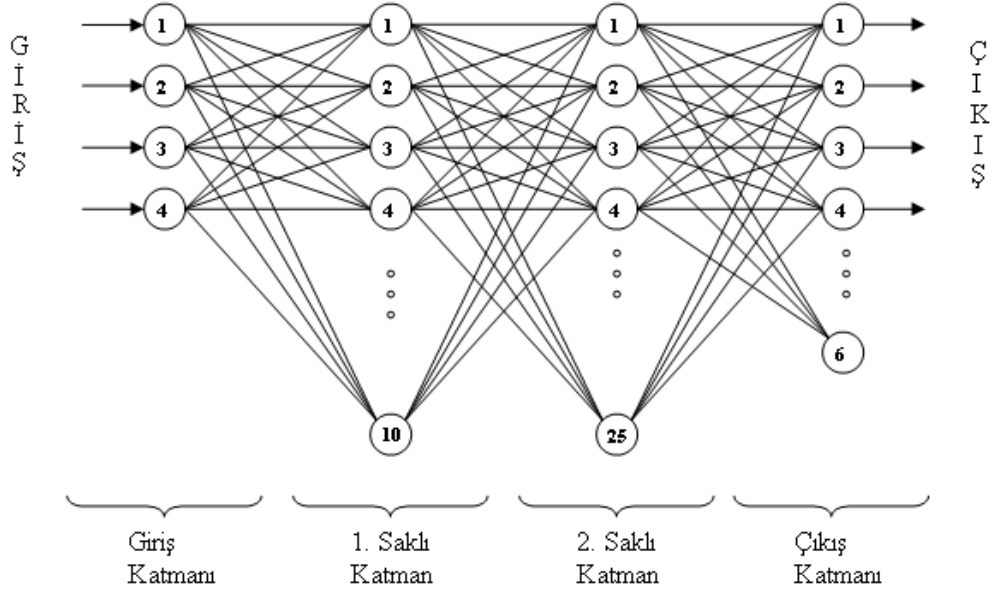 GİRİŞ
1
2
3
4
1
2
3
4
10
1
2
3
4
25
1
2
3
4
6
ÇIKIŞ
Giriş
Katmanı
1. Saklı
Katman
2. Saklı
Katman
Çıkış
Katmanı